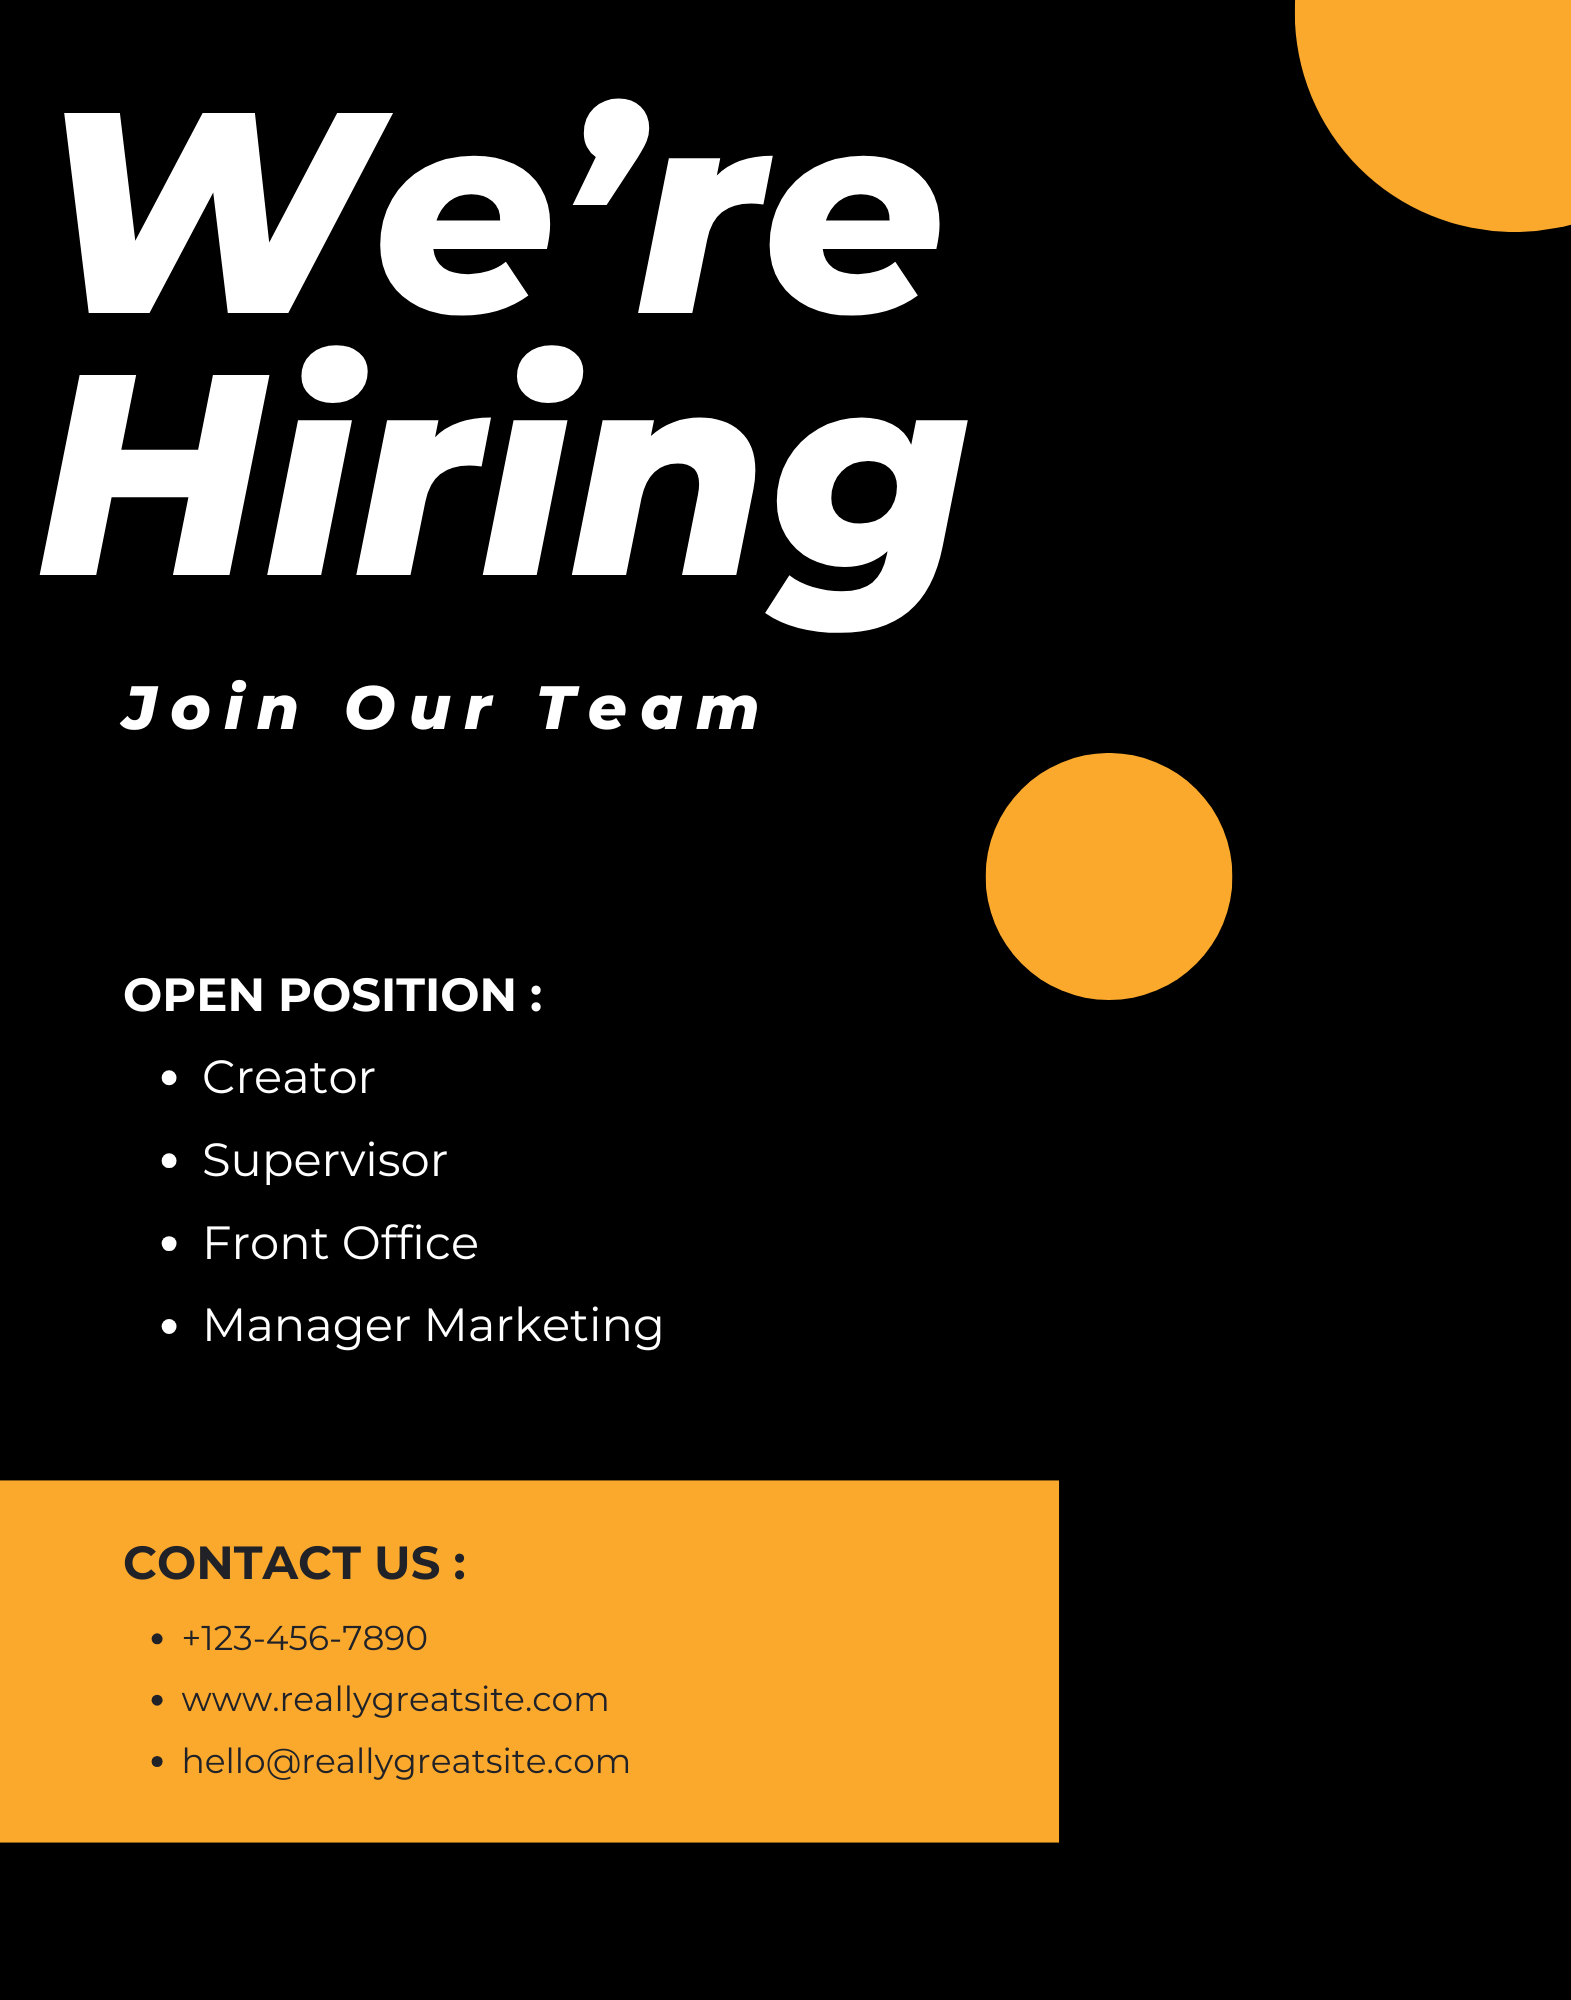 We’re
Hiring
Join Our Team
OPEN POSITION :
• Creator
• Supervisor
• Front Office
• Manager Marketing
CONTACT US :
• +123-456-7890
• www.reallygreatsite.com
• hello@reallygreatsite.com